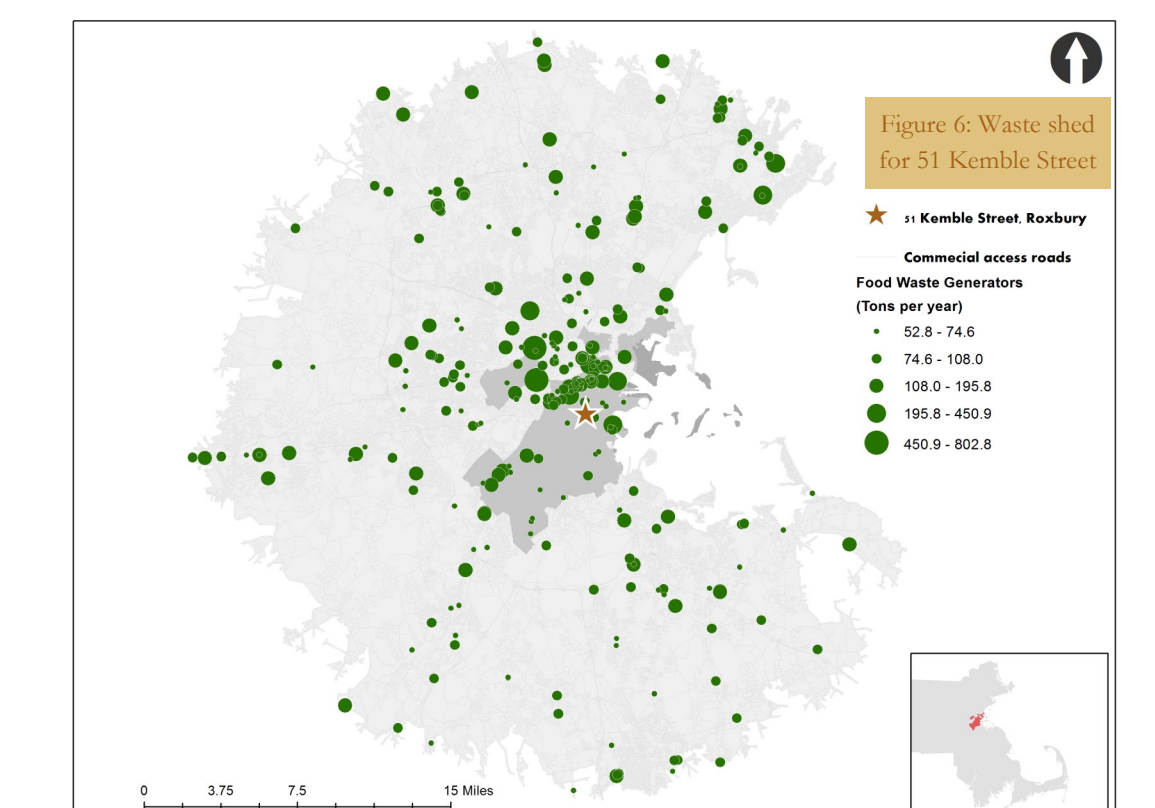 Figure 6: Waste shed
for 51 Kemble Street
51 Kemble Street, Roxbury
Commecial access roads
Food Waste Generators
(Tons per year)
52.8 - 74.6
74.6 - 108.0
108.0 - 195.8
195.8 - 450.9
450.9 - 802.8
0 3.75 7.5 15 Miles